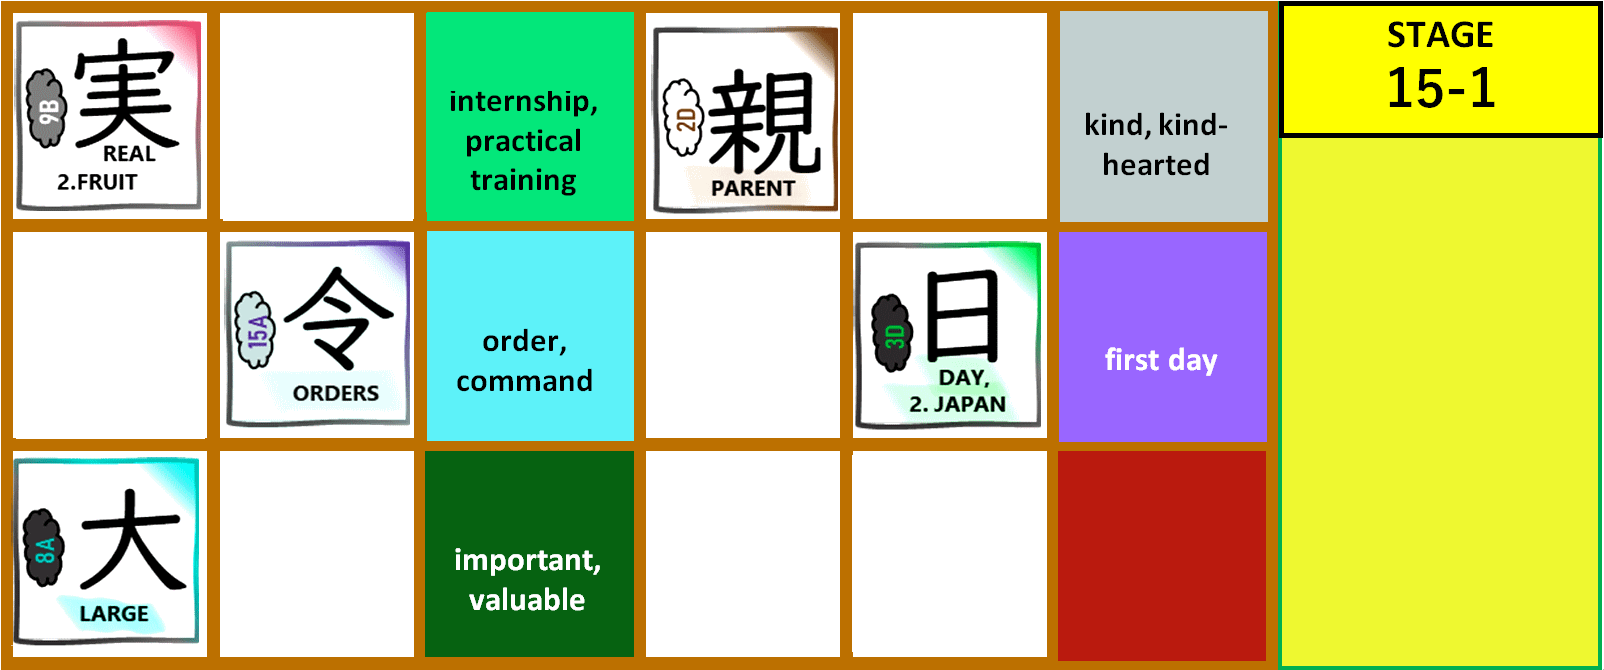 9B
実
REAL
2.FRUIT
internship,
practical
training
2D
親
PARENT
kind, kind-
hearted
STAGE
15-1
15A
令
ORDERS
order,
command
3D
日
DAY,
2. JAPAN
first day
8A
大
LARGE
important,
valuable